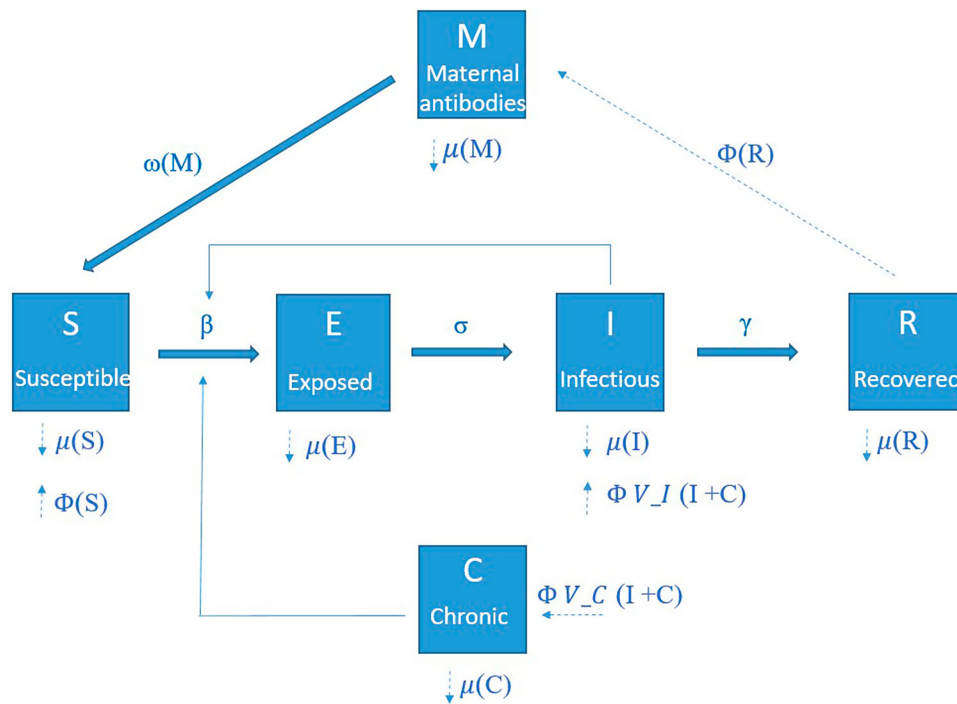 M
Maternal
antibodies
μ(M)
ω(M)
Φ(R)
S
Susceptible
β
E
Exposed
σ
I
Infectious
γ
R
Recovered
μ(S)
Φ(S)
μ(E)
μ(I)
Φ V_I (I +C)
μ(R)
C
Chronic
Φ V_C (I +C)
μ(C)